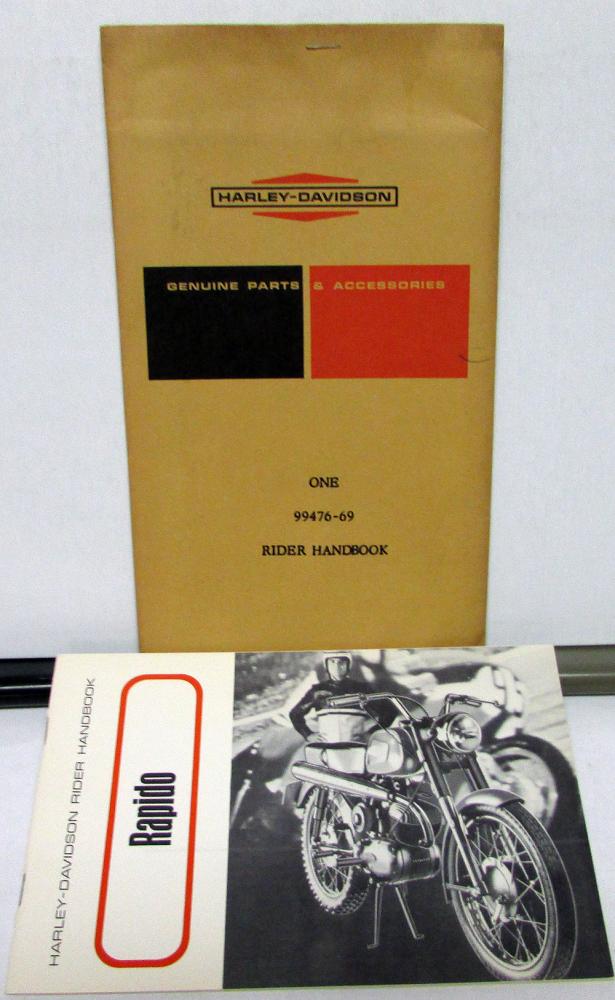 HARLEY-DAVIDSON
GENUINE PARTS & ACCESSORIES
ONE
99476-69
RIDER HANDBOOK
HARLEY-DAVIDSON RIDER HANDBOOK
Rapido